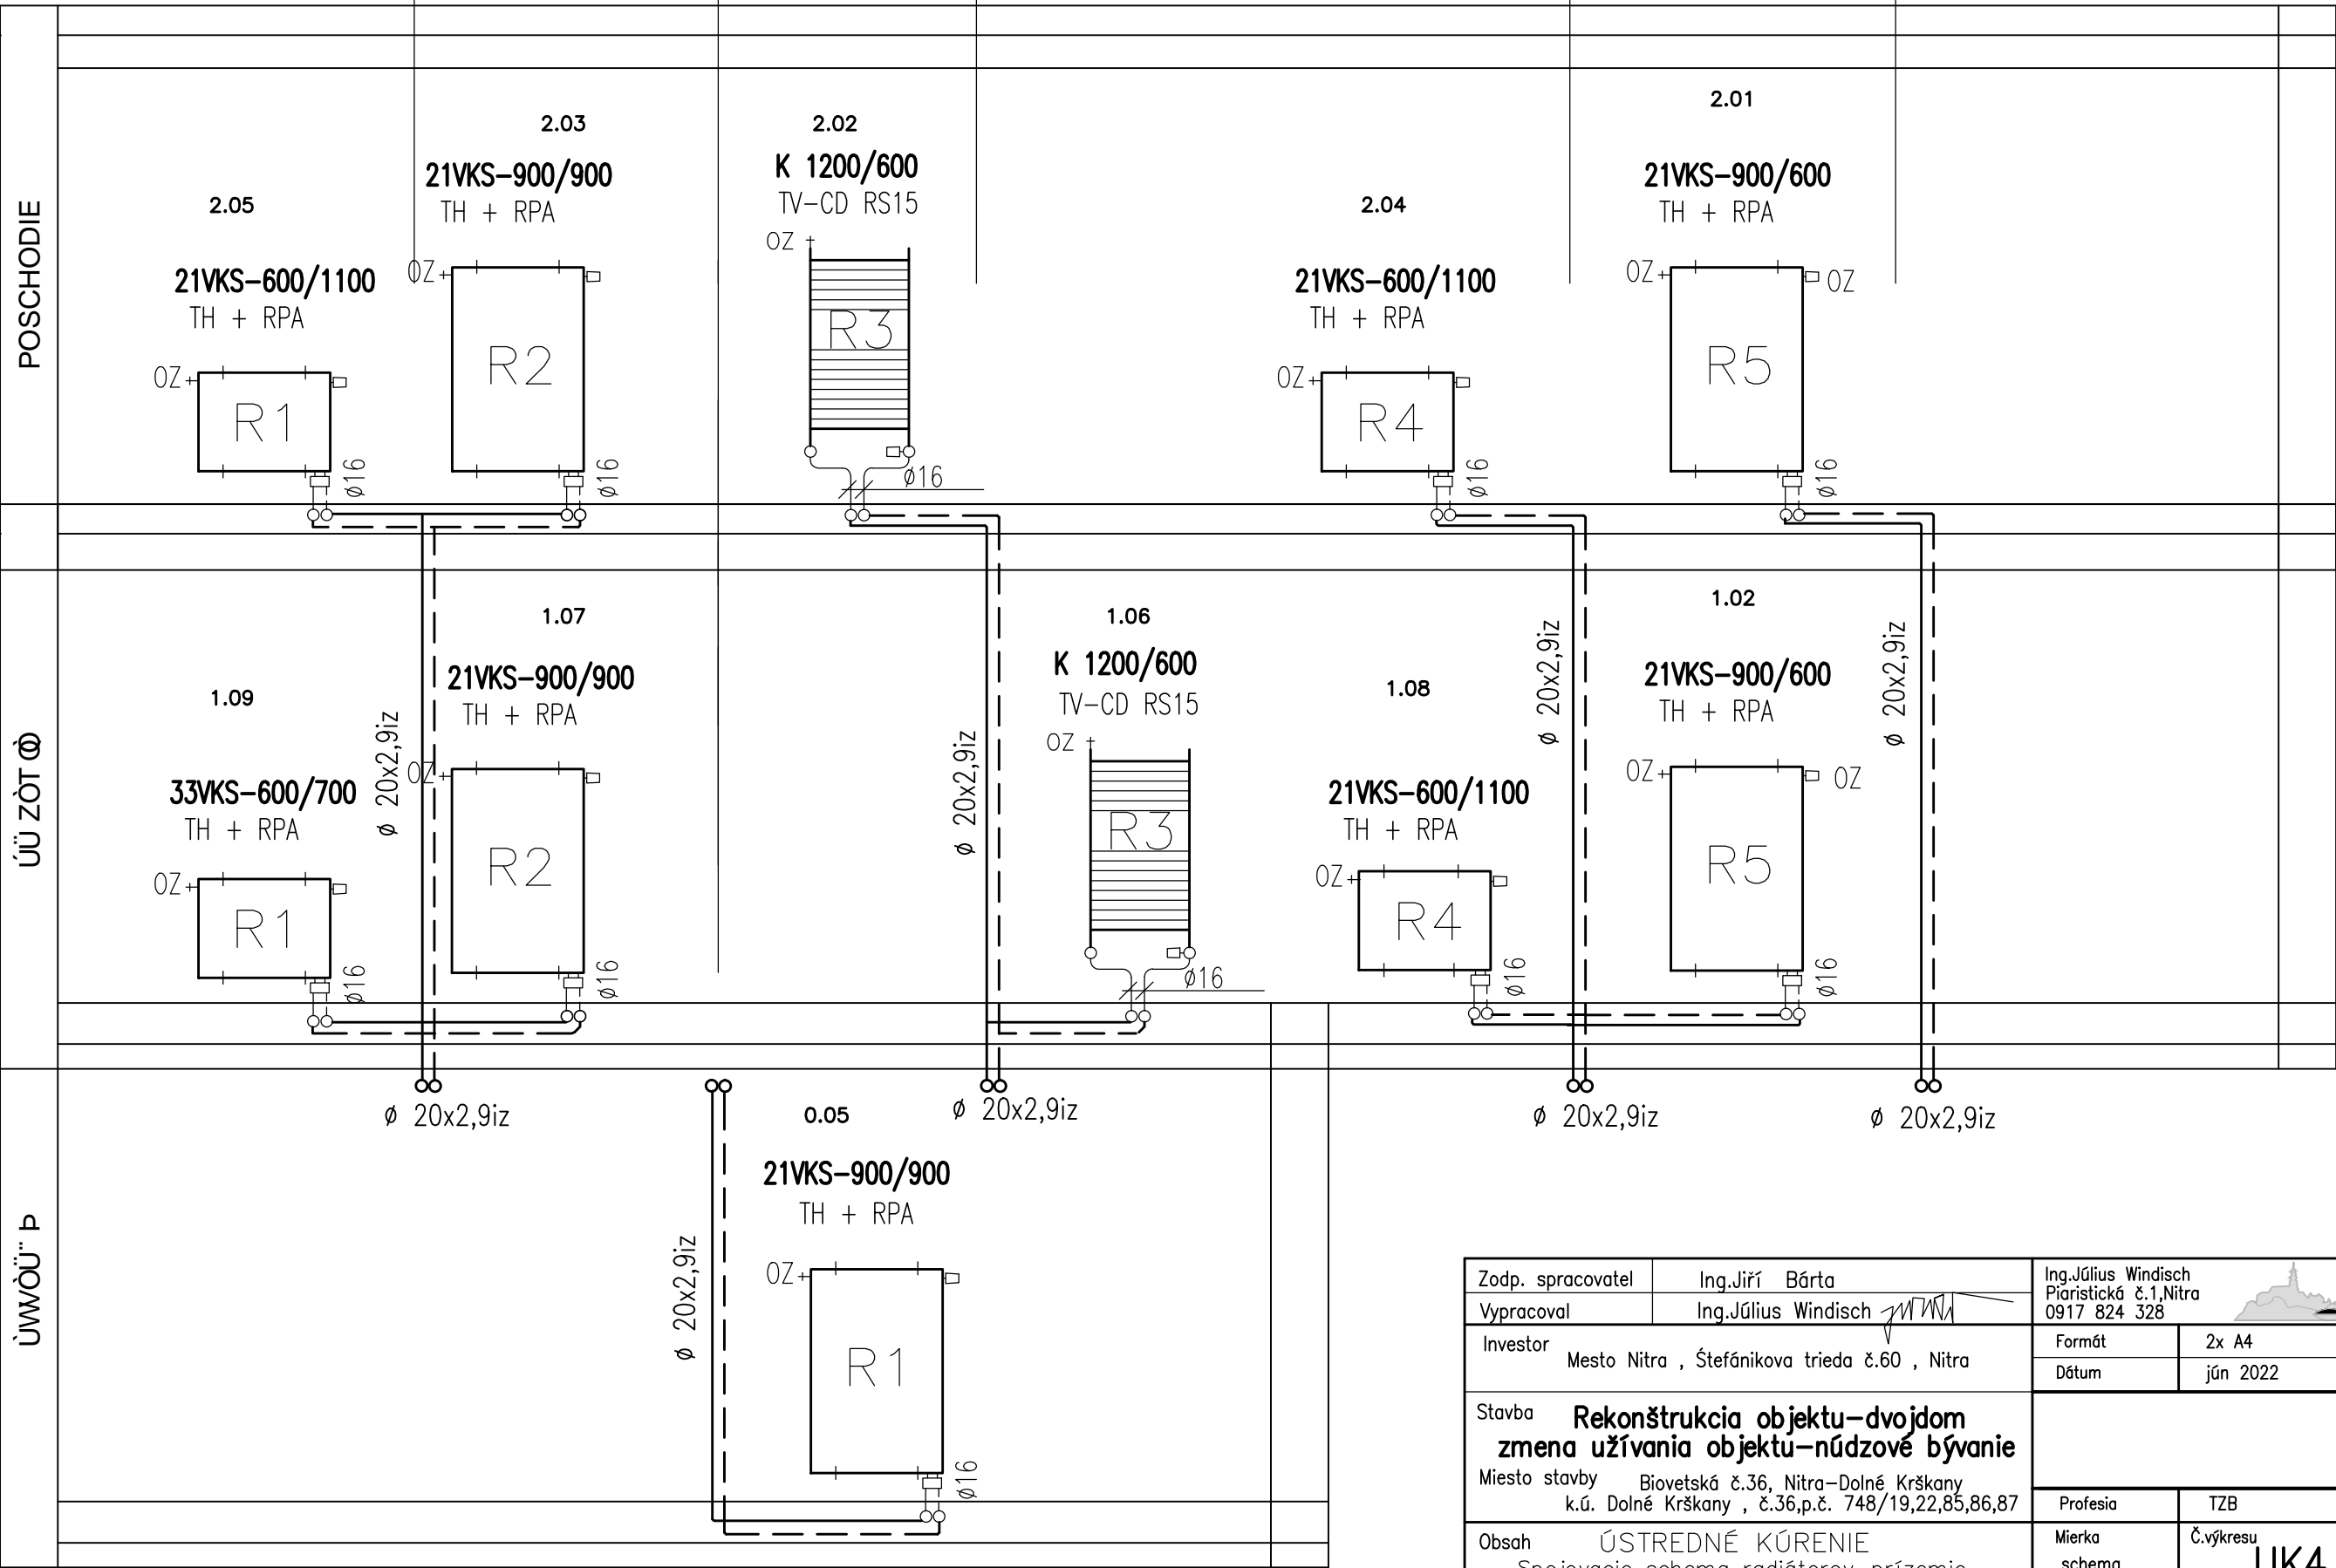 POSCHODIE
2.05
21VKS-600/1100
TH + RPA
OZ
R1
ø16
2.03
21VKS-900/900
TH + RPA
OZ
R2
ø16
2.02
K 1200/600
TV-CD RS15
OZ
R3
ø16
2.04
21VKS-600/1100
TH + RPA
OZ
R4
ø16
2.01
21VKS-900/600
TH + RPA
OZ
OZ
R5
ø16
ÚÜÜZÒT
1.09
33VKS-600/700
TH + RPA
OZ
R1
ø16
ø 20x2,9iz
1.07
21VKS-900/900
TH + RPA
OZ
R2
ø16
ø 20x2,9iz
1.06
K 1200/600
TV-CD RS15
OZ
R3
ø16
1.08
21VKS-600/1100
TH + RPA
OZ
R4
ø16
ø 20x2,9iz
1.02
21VKS-900/600
TH + RPA
OZ
OZ
R5
ø16
ø 20x2,9iz
ø 20x2,9iz
ø 20x2,9iz
ø 20x2,9iz
ø 20x2,9iz
ÙWWÒÜ¨ Þ
0.05
21VKS-900/900
TH + RPA
OZ
R1
ø16
ø 20x2,9iz
Zodp. spracovatel Ing.Jiří Bárta
Vypracoval Ing.Július Windisch
Ing.Július Windisch
Piaristická č.1,Nitra
0917 824 328
Investor
Mesto Nitra , Štefánikova trieda č.60 , Nitra
Formát 2x A4
Dátum jún 2022
Stavba Rekonštrukcia objektu-dvojdom
zmena užívania objektu-núdzové bývanie
Miesto stavby Biovetská č.36, Nitra-Dolné Krškany
k.ú. Dolné Krškany , č.36,p.č. 748/19,22,85,86,87
Profesia TZB
Obsah ÚSTREDNÉ KÚRENIE
Spojovacia schema radiátorov prízemie
Mierka
schema
Č.výkresu
UK4